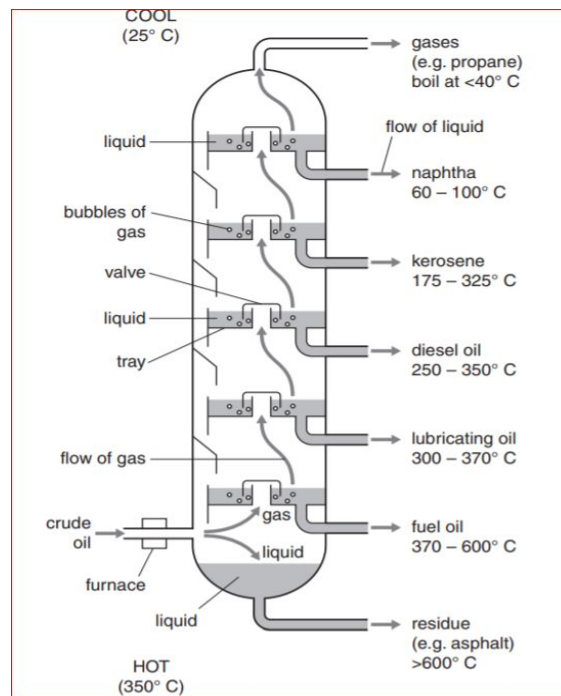 COOL
(25° C)
gases
(e.g. propane)
boil at <40° C
flow of liquid
liquid
naphtha
60 – 100° C
bubbles of
gas
kerosene
175 – 325° C
valve
liquid
tray
diesel oil
250 – 350° C
lubricating oil
300 – 370° C
flow of gas
gas
crude
oil
fuel oil
370 – 600° C
liquid
furnace
liquid
residue
(e.g. asphalt)
>600° C
HOT
(350° C)